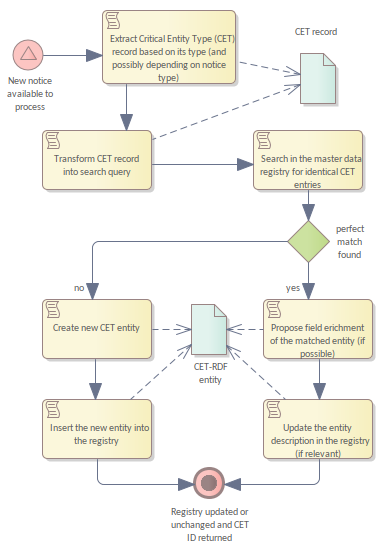 Extract Critical Entity Type (CET)
record based on its type (and
possibly depending on notice
type)
CET record
New notice
available to
process
Transform CET record
into search query
Search in the master data
registry for identical CET
entries
perfect
match
found
no
yes
Create new CET entity
Propose field erichment
of the matched entity (if
possible)
CET-RDF
entity
Insert the new entity into
the registry
Update the entity
description in the registry
(if relevant)
Registry updated or
unchanged and CET
ID returned